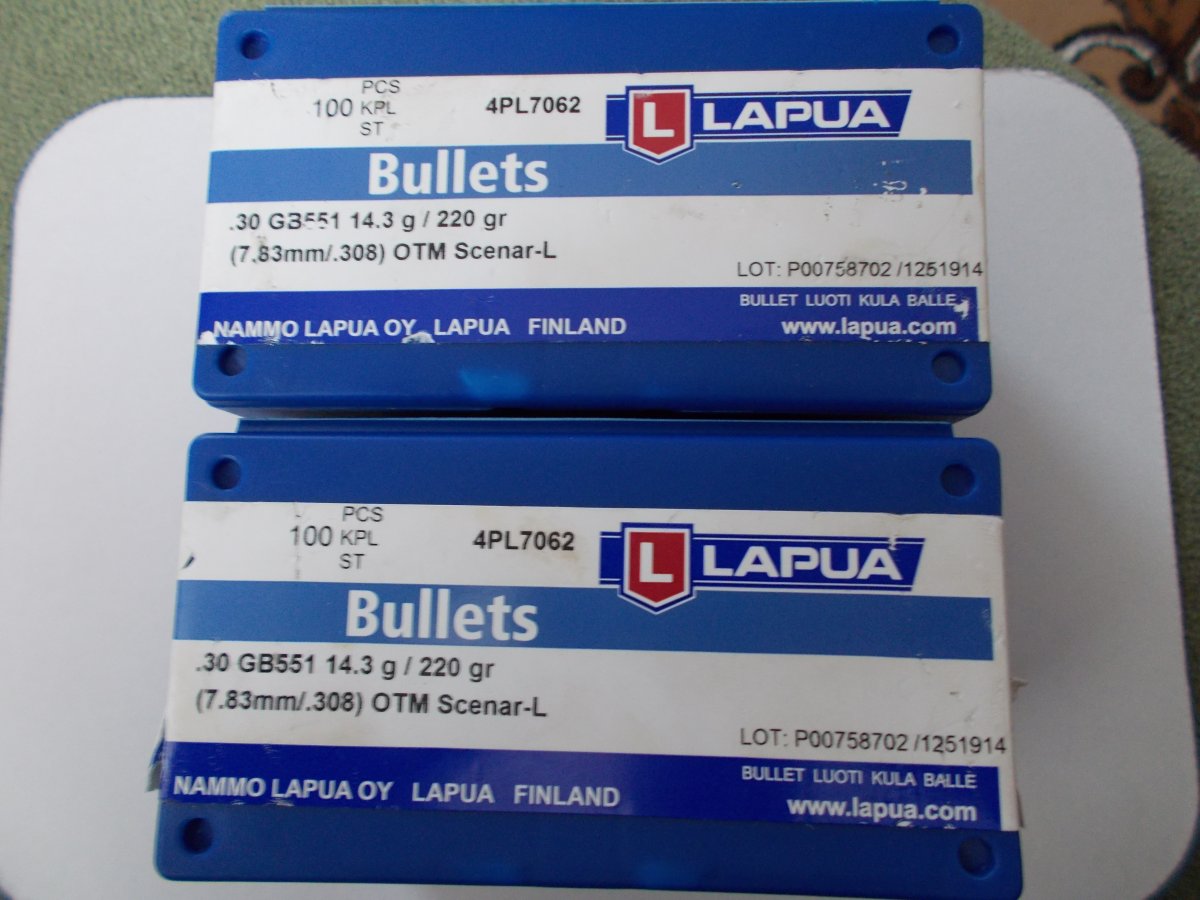 PCS
100 KPL
ST
4PL7062
L LAPUA
Bullets
.30 GB551 14.3 g / 220 gr
(7.83mm/.308) OTM Scenar-L
LOT: P00758702 /1251914
BULLET LUOTI KULA BALLE
NAMMO LAPUA OY LAPUA FINLAND
www.lapua.com
PCS
100 KPL
ST
4PL7062
L LAPUA
Bullets
.30 GB551 14.3 g / 220 gr
(7.83mm/.308) OTM Scenar-L
LOT: P00758702 /1251914
BULLET LUOTI KULA BALLE
NAMMO LAPUA OY LAPUA FINLAND
www.lapua.com